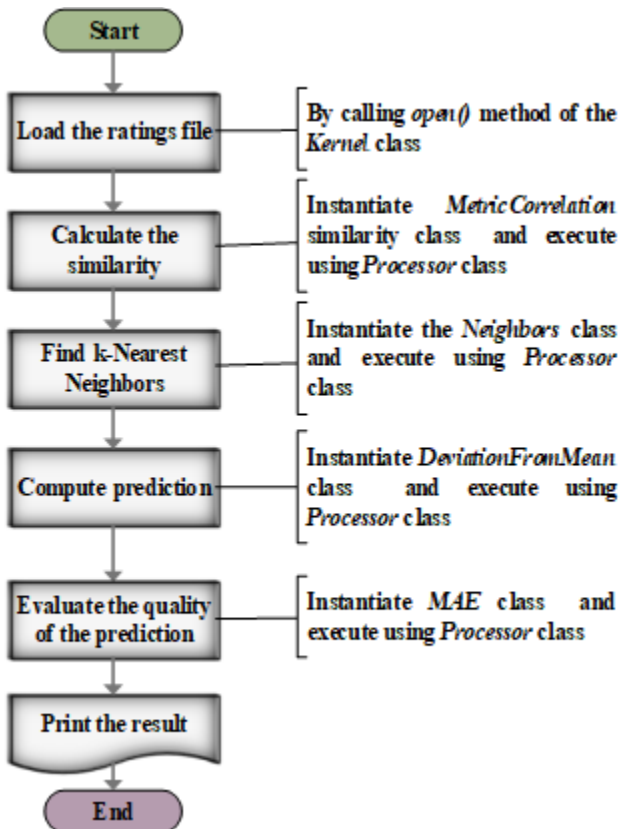 Start
Load the ratings file
By calling open() method of the
Kernel class
Calculate the
similarity
Instantiate MetricCorrelation
similarity class and execute
using Processor class
Find k-Nearest
Neighbors
Instantiate the Neighbors class
and execute using Processor
class
Compute prediction
Instantiate DeviationFromMean
class and execute using
Processor class
Evaluate the quality
of the prediction
Instantiate MAE class and
execute using Processor class
Print the result
End